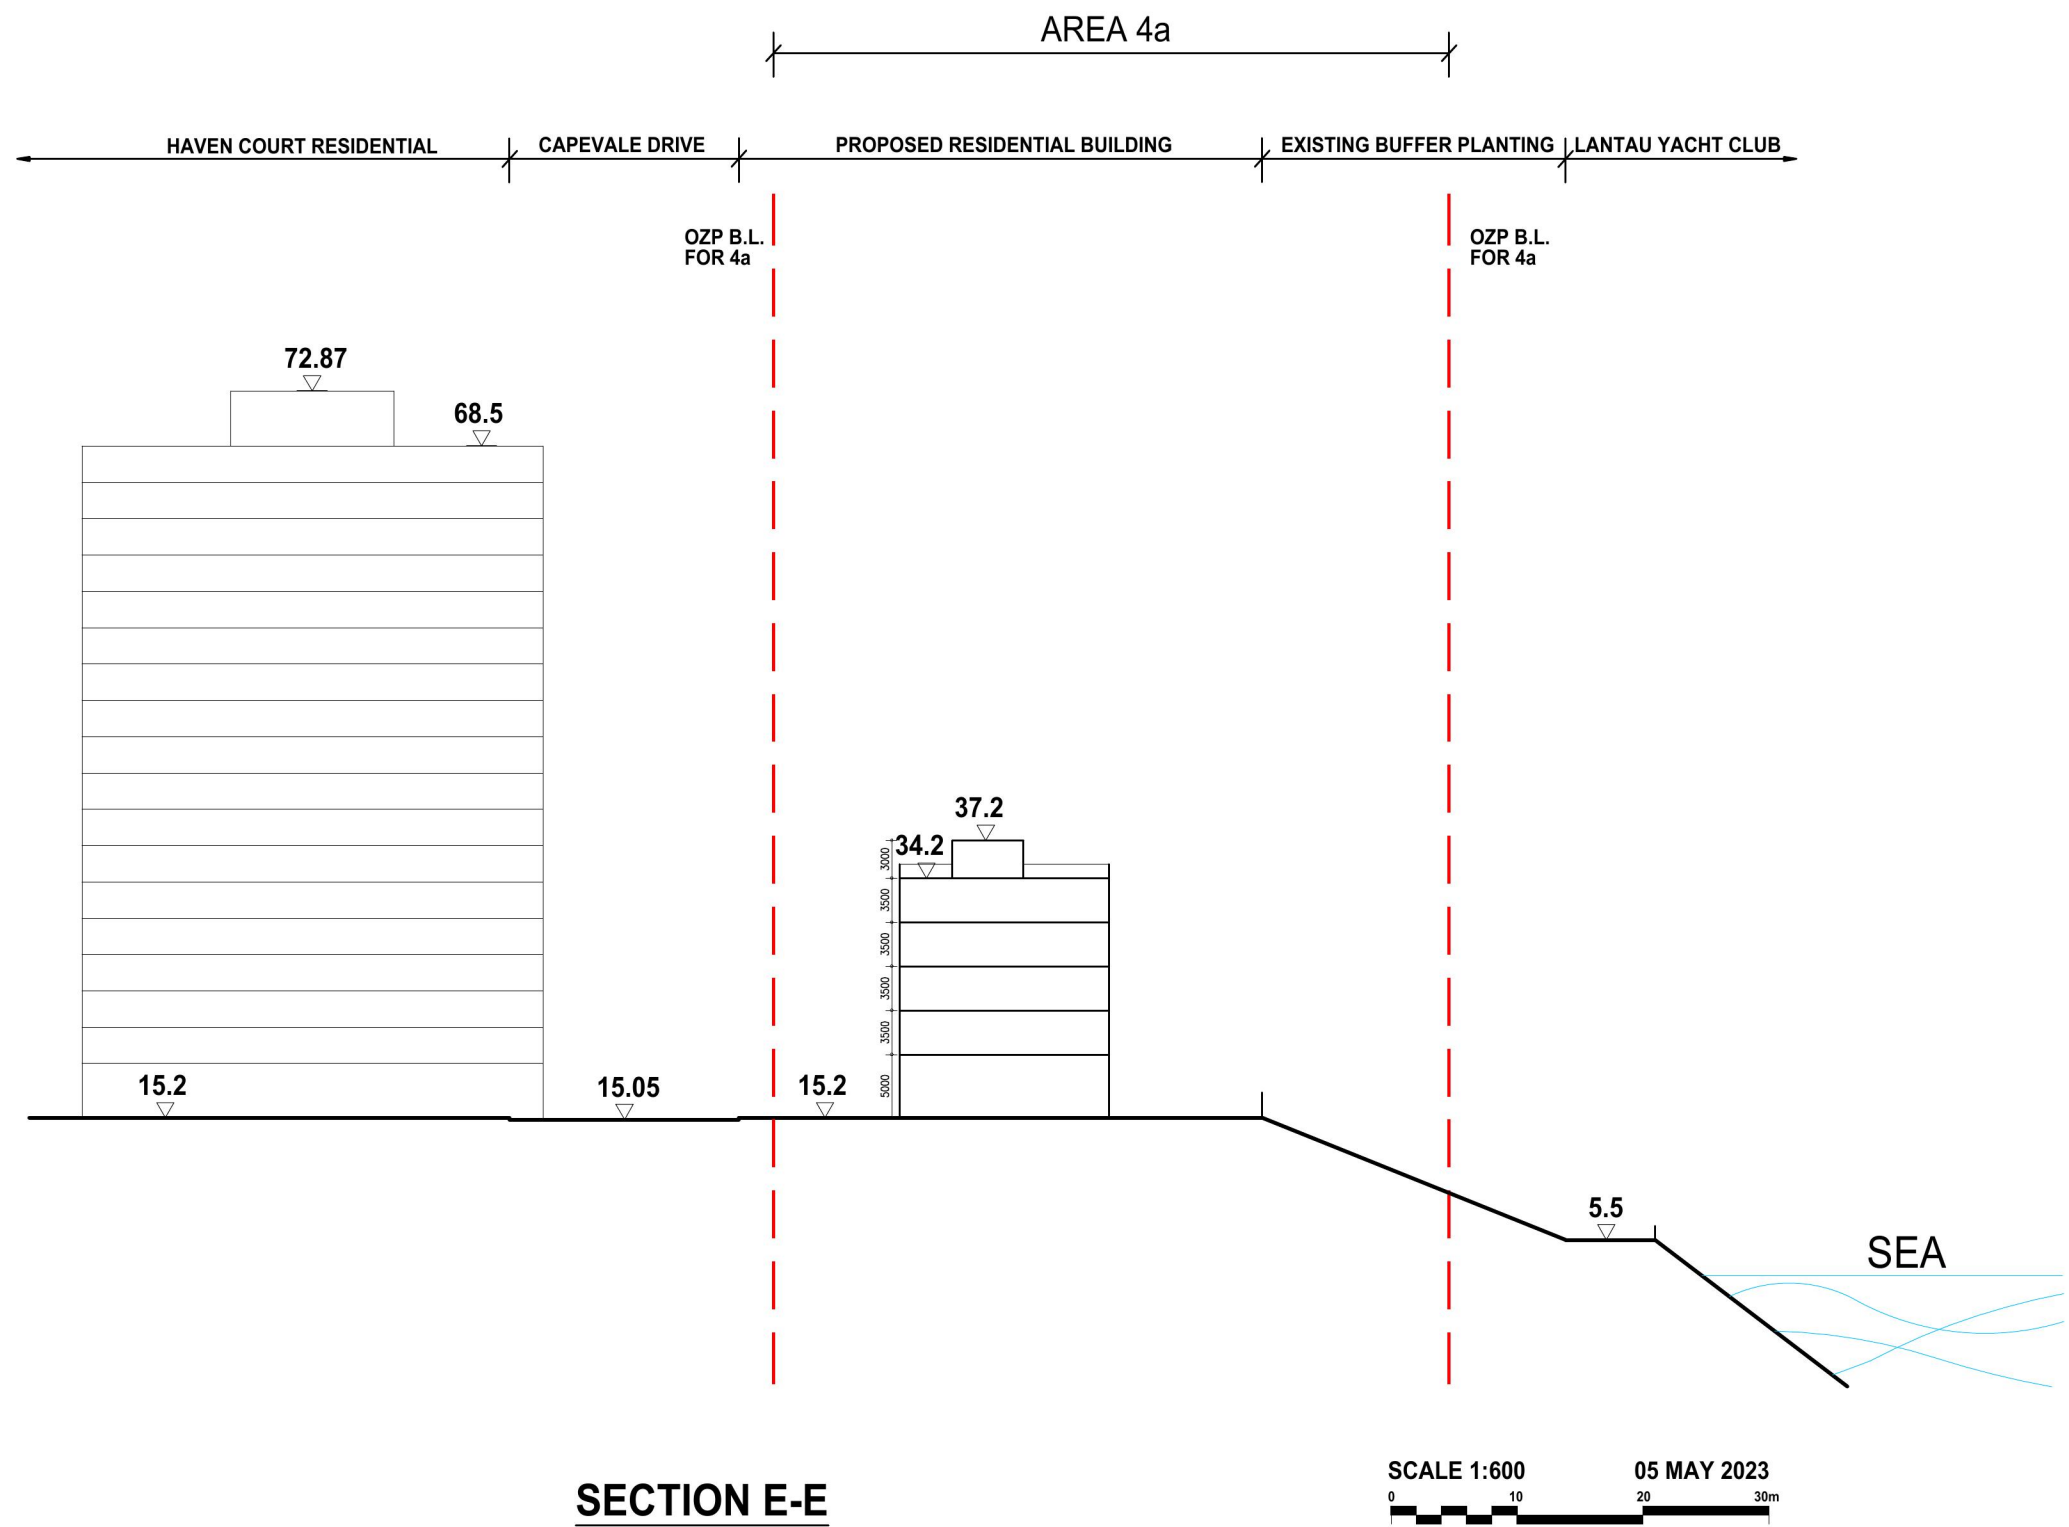 AREA 4a
HAVEN COURT RESIDENTIAL
CAPEVALE DRIVE
PROPOSED RESIDENTIAL BUILDING
EXISTING BUFFER PLANTING
LANTAU YACHT CLUB
OZP B.L.
FOR 4a
OZP B.L.
FOR 4a
72.87
68.5
37.2
34.2
3000
3500
3500
3500
3500
5000
15.2
15.05
15.2
5.5
SEA
SECTION E-E
SCALE 1:600
05 MAY 2023
0 10 20 30m